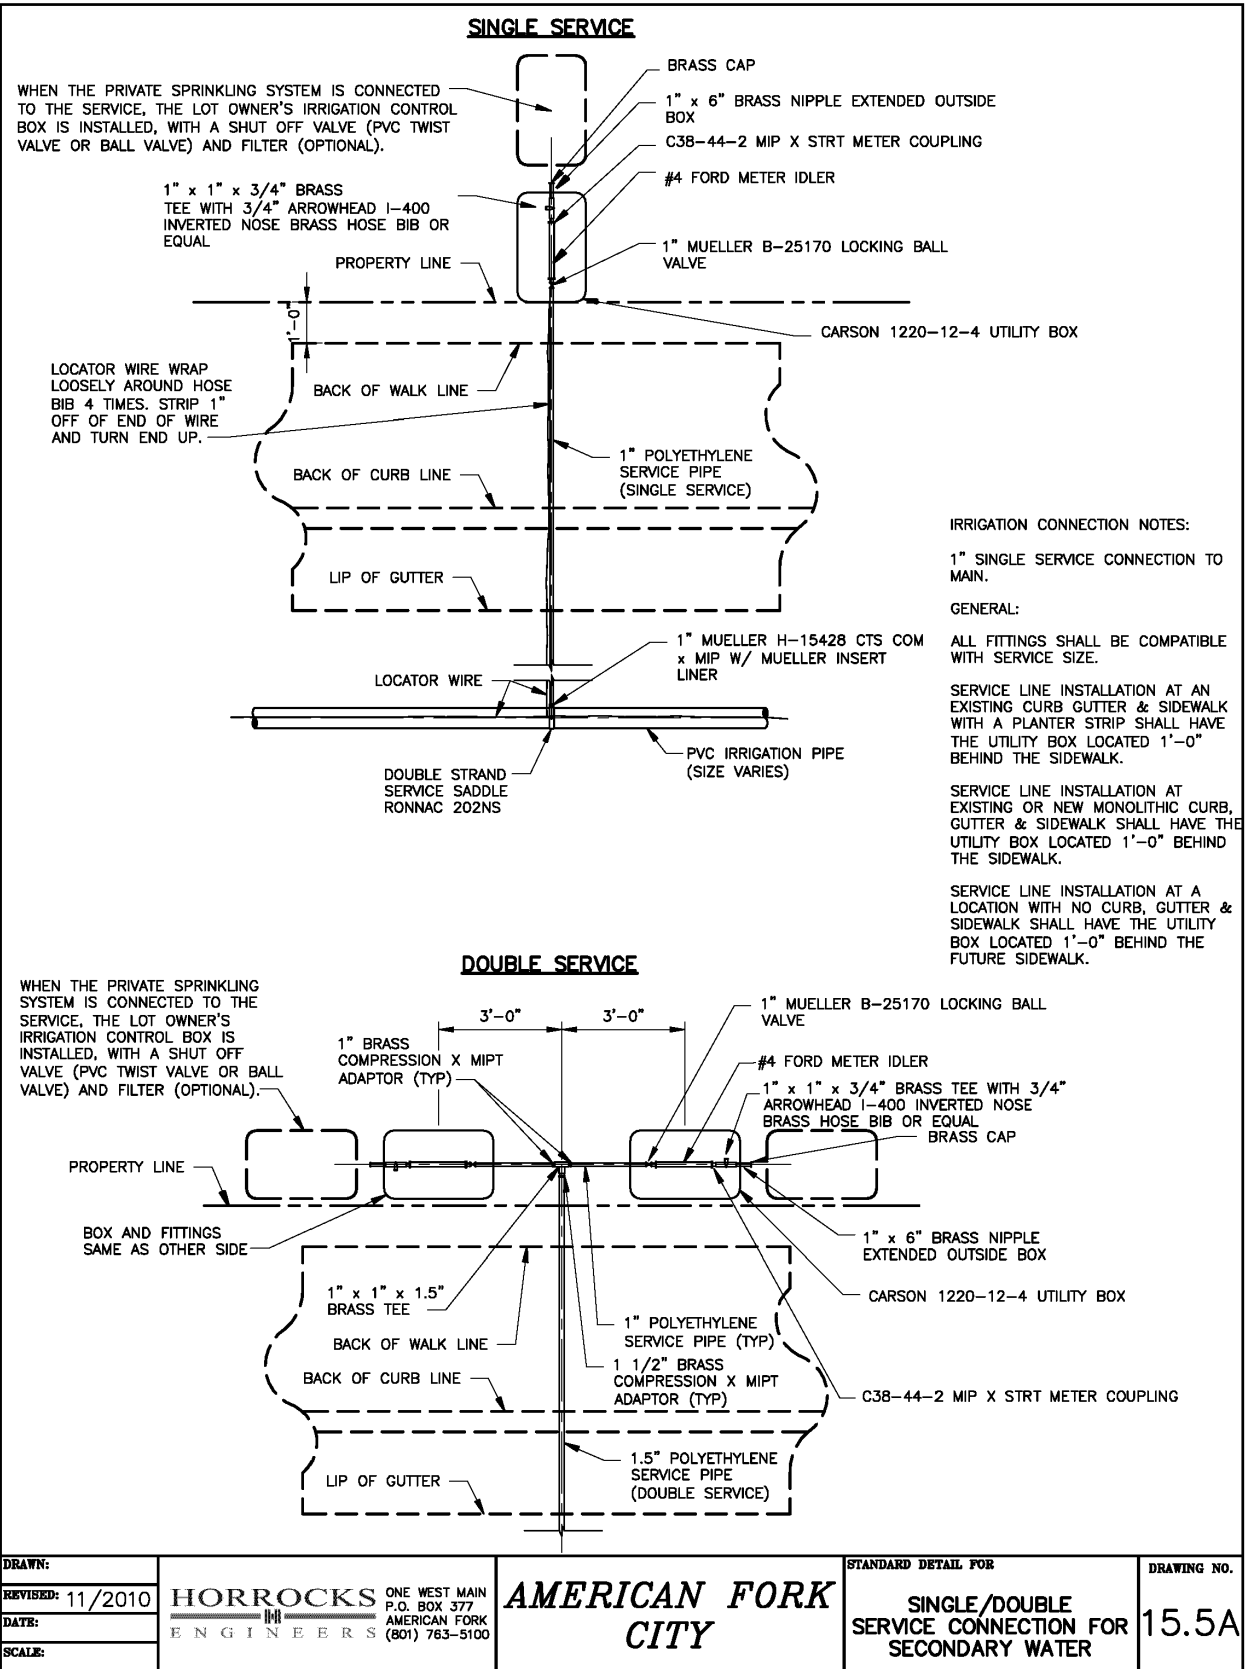 SINGLE SERVICE
WHEN THE PRIVATE SPRINKLING SYSTEM IS CONNECTED
TO THE SERVICE, THE LOT OWNER'S IRRIGATION CONTROL
BOX IS INSTALLED, WITH A SHUT OFF VALVE (PVC TWIST
VALVE OR BALL VALVE) AND FILTER (OPTIONAL).
BRASS CAP
1" x 6" BRASS NIPPLE EXTENDED OUTSIDE
BOX
C38-44-2 MIP X STRT METER COUPLING
#4 FORD METER IDLER
1" x 1" x 3/4" BRASS
TEE WITH 3/4" ARROWHEAD I-400
INVERTED NOSE BRASS HOSE BIB OR
EQUAL
1" MUELLER B-25170 LOCKING BALL
VALVE
PROPERTY LINE
1'-0"
CARSON 1220-12-4 UTILITY BOX
LOCATOR WIRE WRAP
LOOSELY AROUND HOSE
BIB 4 TIMES. STRIP 1"
OFF OF END OF WIRE
AND TURN END UP.
BACK OF WALK LINE
1" POLYETHYLENE
SERVICE PIPE
(SINGLE SERVICE)
BACK OF CURB LINE
LIP OF GUTTER
1" MUELLER H-15428 CTS COM
x MIP W/ MUELLER INSERT
LINER
LOCATOR WIRE
PVC IRRIGATION PIPE
(SIZE VARIES)
DOUBLE STRAND
SERVICE SADDLE
RONNAC 202NS
IRRIGATION CONNECTION NOTES:
1" SINGLE SERVICE CONNECTION TO
MAIN.
GENERAL:
ALL FITTINGS SHALL BE COMPATIBLE
WITH SERVICE SIZE.
SERVICE LINE INSTALLATION AT AN
EXISTING CURB GUTTER & SIDEWALK
WITH A PLANTER STRIP SHALL HAVE
THE UTILITY BOX LOCATED 1'-0"
BEHIND THE SIDEWALK.
SERVICE LINE INSTALLATION AT
EXISTING OR NEW MONOLITHIC CURB,
GUTTER & SIDEWALK SHALL HAVE THE
UTILITY BOX LOCATED 1'-0" BEHIND
THE SIDEWALK.
SERVICE LINE INSTALLATION AT A
LOCATION WITH NO CURB, GUTTER &
SIDEWALK SHALL HAVE THE UTILITY
BOX LOCATED 1'-0" BEHIND THE
FUTURE SIDEWALK.
DOUBLE SERVICE
WHEN THE PRIVATE SPRINKLING
SYSTEM IS CONNECTED TO THE
SERVICE, THE LOT OWNER'S
IRRIGATION CONTROL BOX IS
INSTALLED, WITH A SHUT OFF
VALVE (PVC TWIST VALVE OR BALL
VALVE) AND FILTER (OPTIONAL).
3'-0"
3'-0"
1" BRASS
COMPRESSION X MIPT
ADAPTOR (TYP)
1" MUELLER B-25170 LOCKING BALL
VALVE
#4 FORD METER IDLER
1" x 1" x 3/4" BRASS TEE WITH 3/4"
ARROWHEAD I-400 INVERTED NOSE
BRASS HOSE BIB OR EQUAL
BRASS CAP
PROPERTY LINE
BOX AND FITTINGS
SAME AS OTHER SIDE
1" x 6" BRASS NIPPLE
EXTENDED OUTSIDE BOX
1" x 1" x 1.5"
BRASS TEE
CARSON 1220-12-4 UTILITY BOX
1" POLYETHYLENE
SERVICE PIPE (TYP)
BACK OF WALK LINE
1 1/2" BRASS
COMPRESSION X MIPT
ADAPTOR (TYP)
BACK OF CURB LINE
C38-44-2 MIP X STRT METER COUPLING
1.5" POLYETHYLENE
SERVICE PIPE
(DOUBLE SERVICE)
LIP OF GUTTER
DRAWN:
REVISED: 11/2010
DATE:
SCALE:
HORROCKS
ENGINEERS
ONE WEST MAIN
P.O. BOX 377
AMERICAN FORK
(801) 763-5100
AMERICAN FORK
CITY
STANDARD DETAIL FOR
SINGLE/DOUBLE
SERVICE CONNECTION FOR
SECONDARY WATER
DRAWING NO.
15.5A